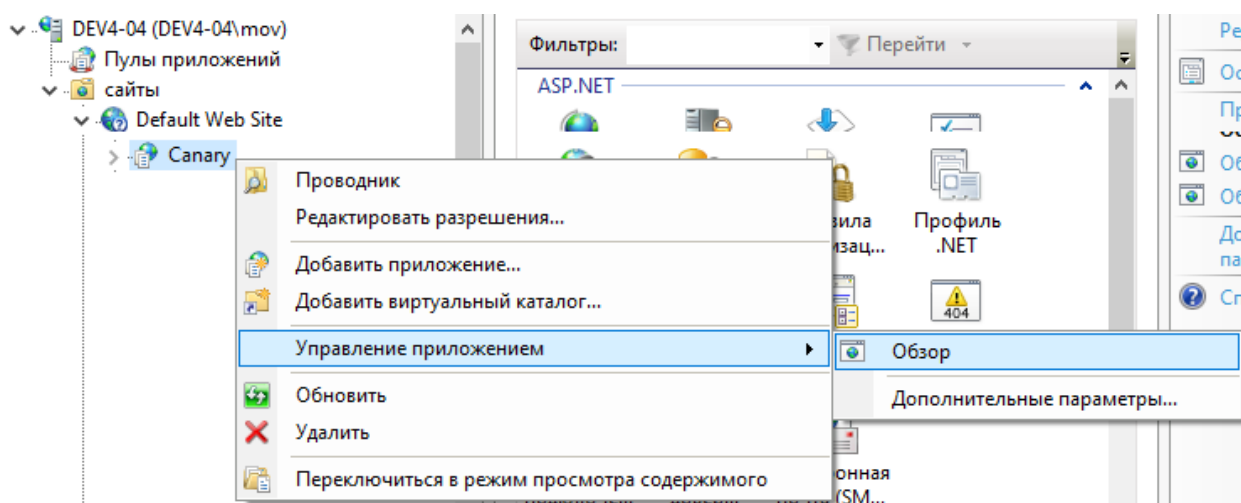 DEV4-04 (DEV4-04\mov)
Пулы приложений
сайты
Default Web Site
Canary
Фильтры:
Перейти
ASP.NET
Профиль
.NET
404
Проводник
Редактировать разрешения...
Добавить приложение...
Добавить виртуальный каталог...
Управление приложением
Обновить
Удалить
Переключиться в режим просмотра содержимого
Обзор
Дополнительные параметры...